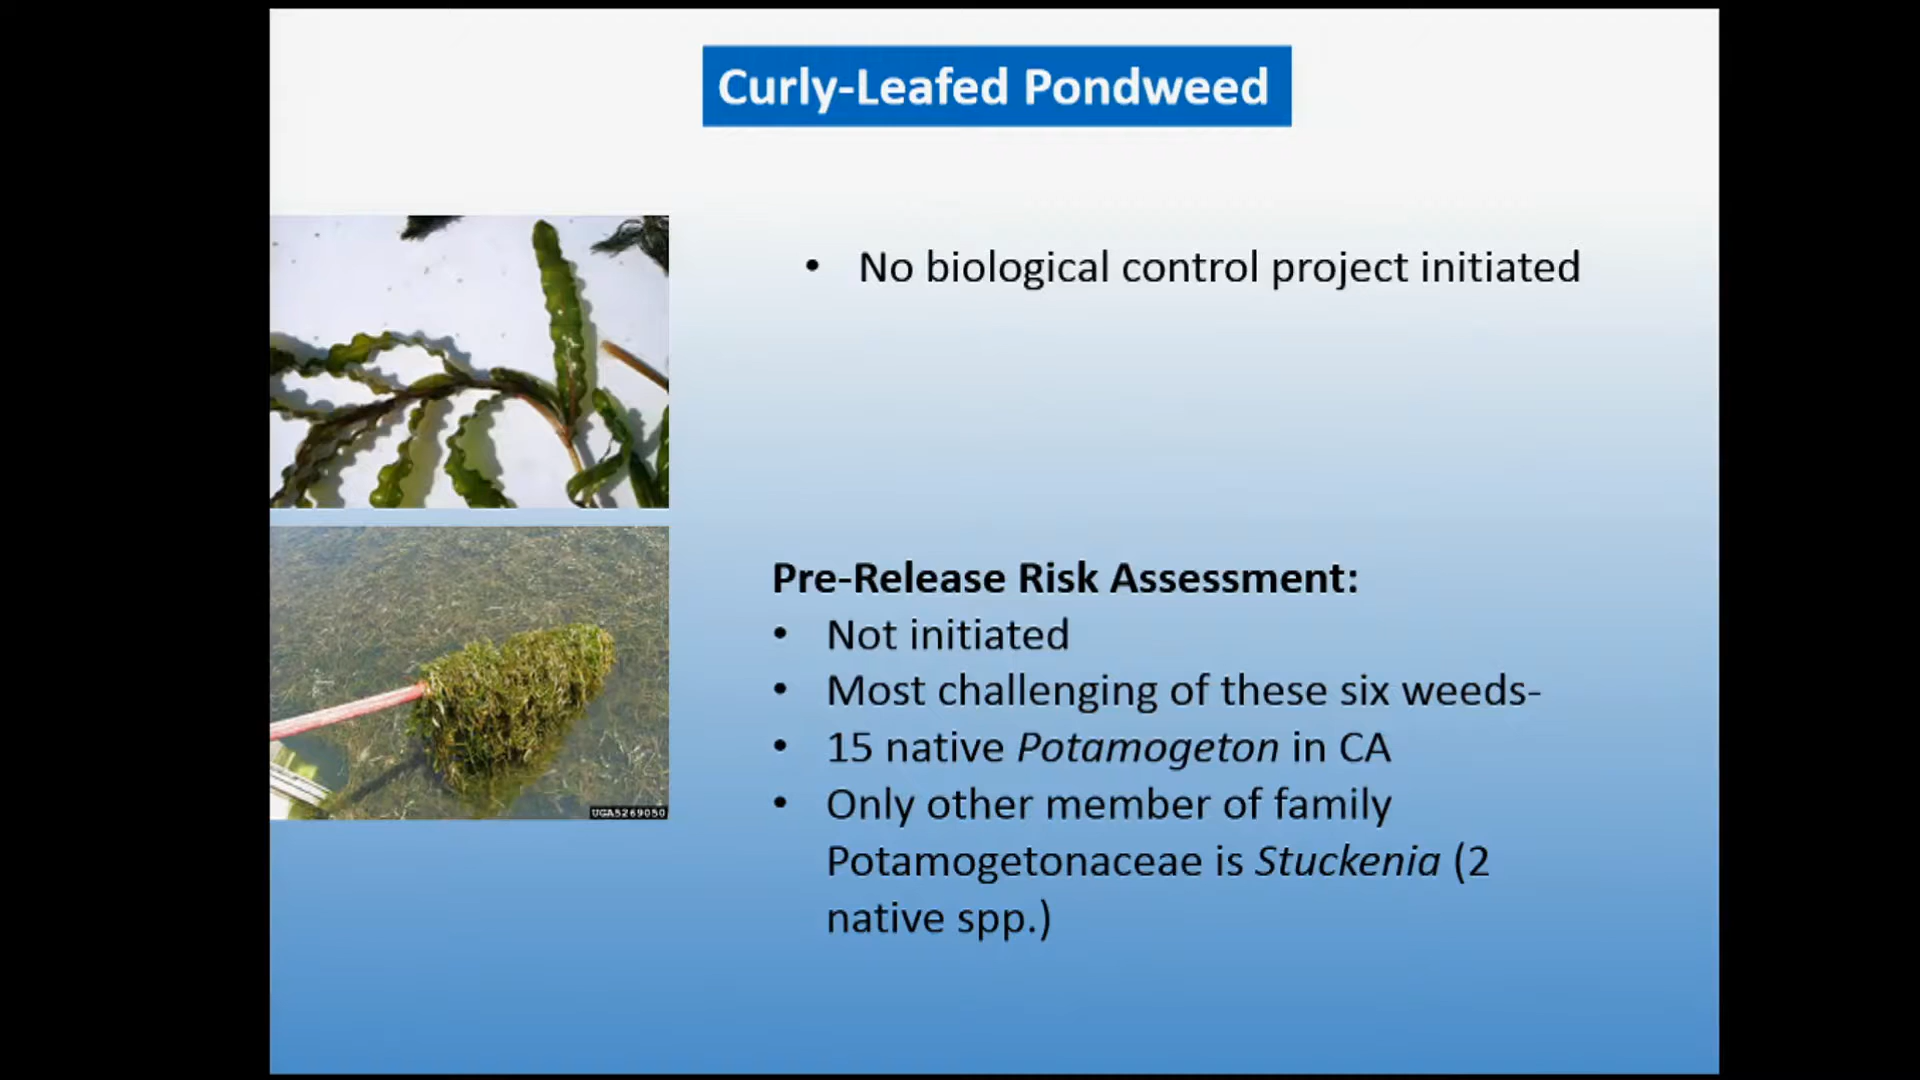 Curly-Leafed Pondweed
• No biological control project initiated
UGA5269050
Pre-Release Risk Assessment:
• Not initiated
• Most challenging of these six weeds-
• 15 native Potamogeton in CA
• Only other member of family
Potamogetonaceae is Stuckenia (2
native spp.)